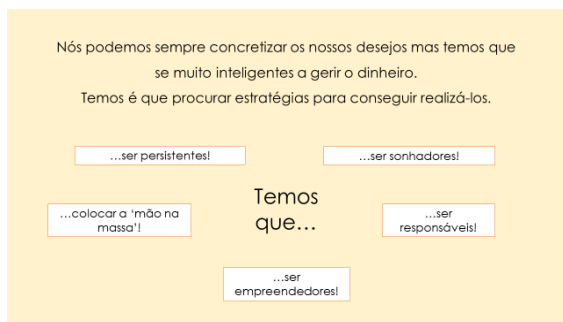 Nós podemos sempre concretizar os nossos desejos mas temos que
se muito inteligentes a gerir o dinheiro.
Temos é que procurar estratégias para conseguir realizá-los.
...ser persistentes!
...ser sonhadores!
Temos
que...
...colocar a 'mão na
massa'!
...ser
responsáveis!
...ser
empreendedores!